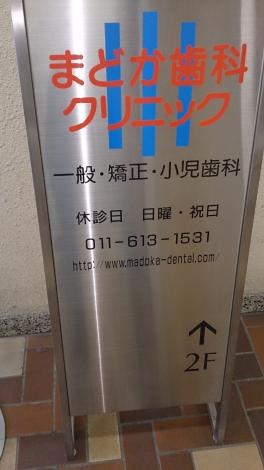 まどか歯科
クリニック
一般・矯正・小児歯科
休診日 日曜・祝日
011-613-1531
http://www.madoka-dental.com/
↑
2F